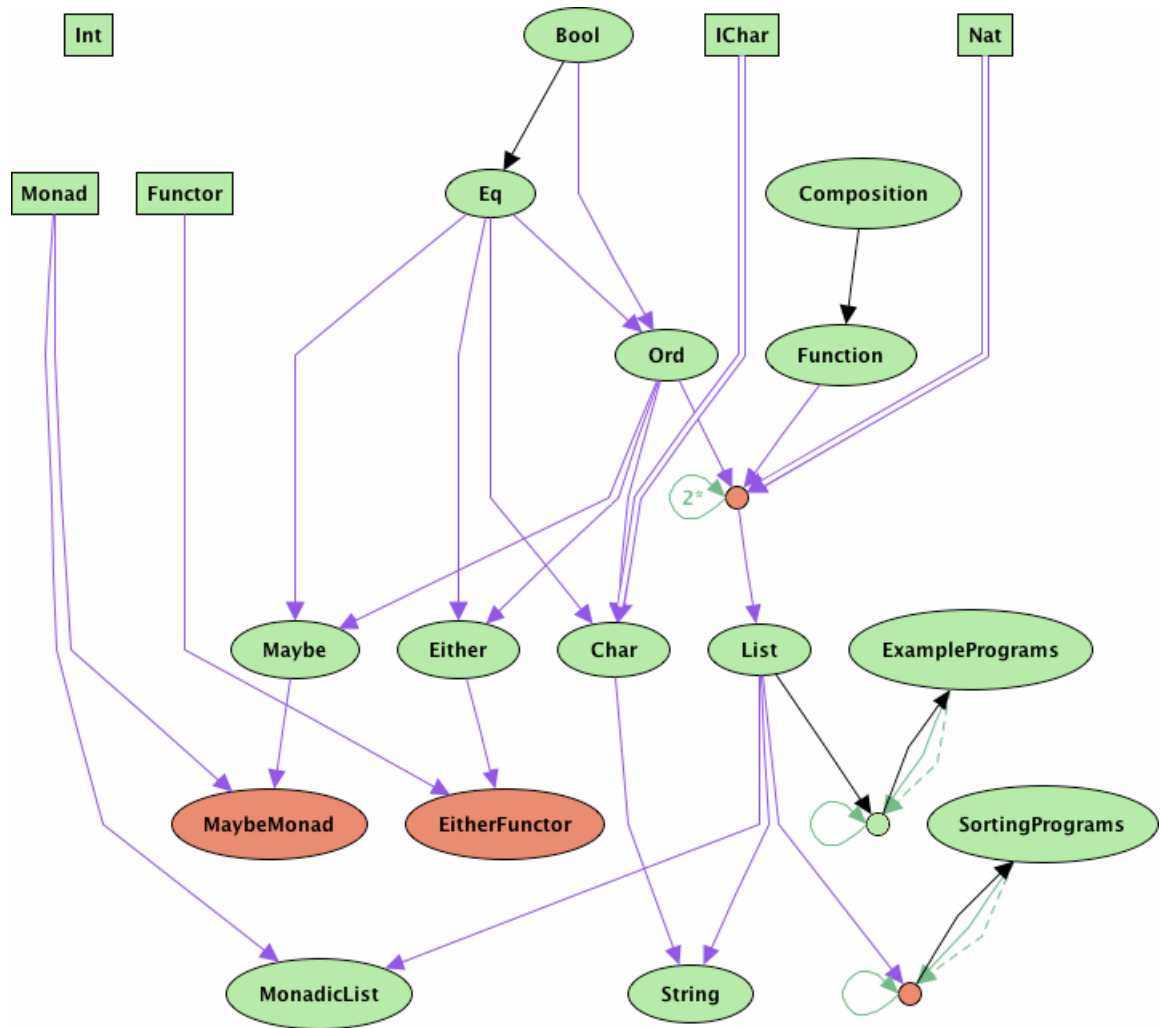 Int
Bool
IChar
Nat
Monad
Functor
Eq
Composition
Ord
Function
2*
Maybe
Either
Char
List
ExamplePrograms
MaybeMonad
EitherFunctor
SortingPrograms
MonadicList
String